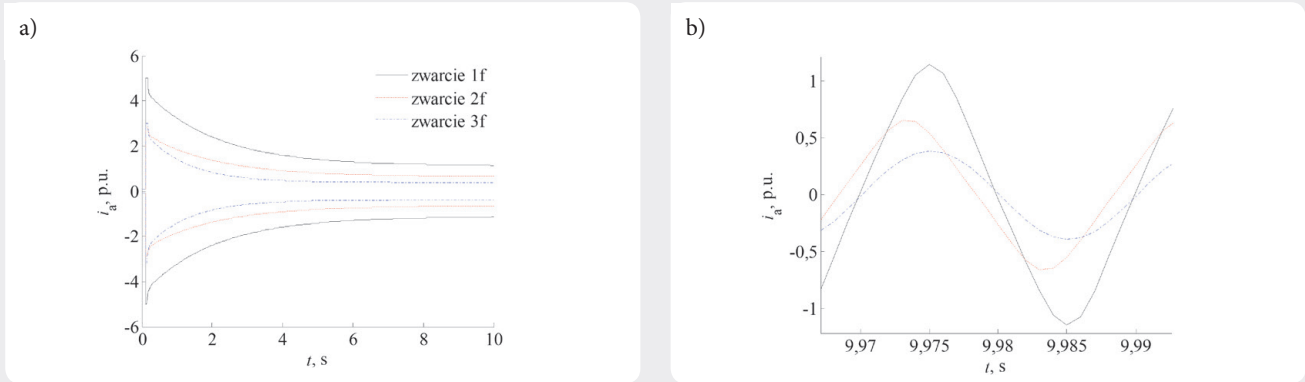 a)
6
4
2
0
-2
-4
-6
i_a, p.u.
zwarcie 1f
zwarcie 2f
zwarcie 3f
0 2 4 6 8 10
t, s
b)
1
0,5
0
-0,5
-1
i_a, p.u.
9,97 9,975 9,98 9,985 9,99
t, s